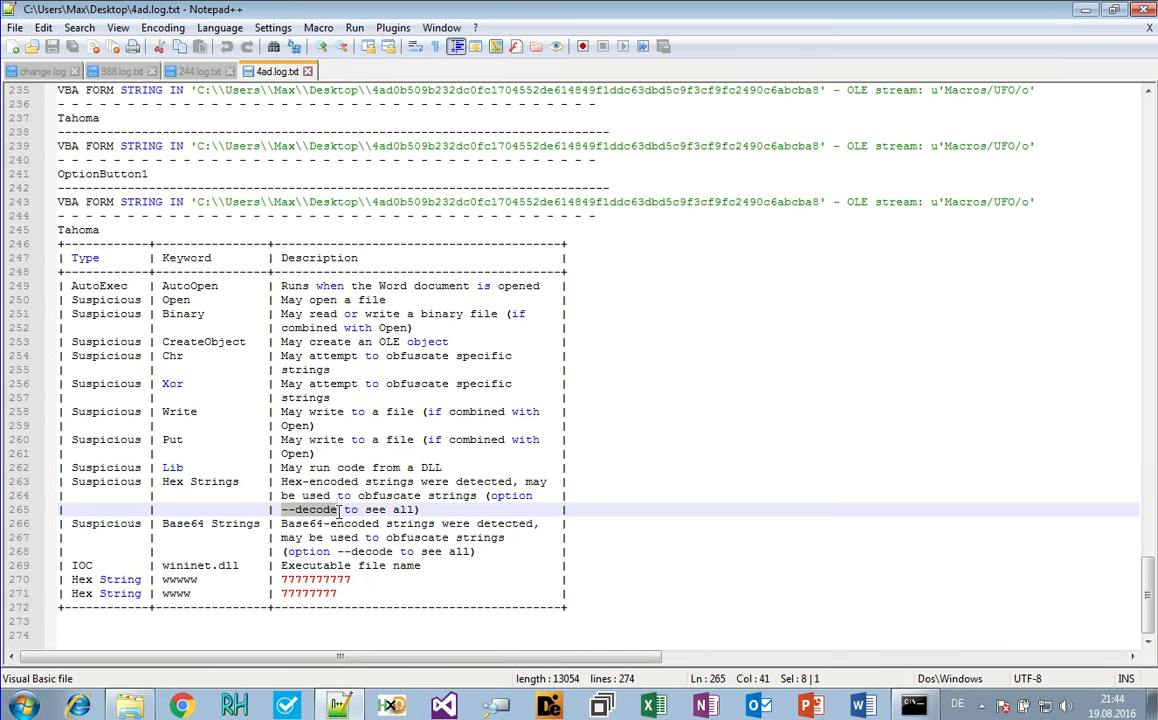 C:\Users\Max\Desktop\4ad.log.txt - Notepad++
File Edit Search View Encoding Language Settings Macro Run Plugins Window ? X
change.log 988.log.txt 244.log.txt 4ad.log.txt
235 VBA FORM STRING IN 'C:\\Users\\Max\\Desktop\\4ad0b509b232dc0fc1704552de614849f1ddc63dbd5c9f3cf9fc2490c6abcba8' - OLE stream: u'Macros/UFO/o'
236 - - - - - - - - - - - - - - - - - - - - - - - - - - - - - - - - - - - - - - -
237 Tahoma
238 -------------------------------------------------------------------------------
239 VBA FORM STRING IN 'C:\\Users\\Max\\Desktop\\4ad0b509b232dc0fc1704552de614849f1ddc63dbd5c9f3cf9fc2490c6abcba8' - OLE stream: u'Macros/UFO/o'
240 - - - - - - - - - - - - - - - - - - - - - - - - - - - - - - - - - - - - - - -
241 OptionButton1
242 -------------------------------------------------------------------------------
243 VBA FORM STRING IN 'C:\\Users\\Max\\Desktop\\4ad0b509b232dc0fc1704552de614849f1ddc63dbd5c9f3cf9fc2490c6abcba8' - OLE stream: u'Macros/UFO/o'
244 - - - - - - - - - - - - - - - - - - - - - - - - - - - - - - - - - - - - - - -
245 Tahoma
246 +------------+----------------+-----------------------------------------+
247 | Type       | Keyword        | Description                             |
248 +------------+----------------+-----------------------------------------+
249 | AutoExec   | AutoOpen       | Runs when the Word document is opened   |
250 | Suspicious | Open           | May open a file                         |
251 | Suspicious | Binary         | May read or write a binary file (if     |
252 |            |                | combined with Open)                     |
253 | Suspicious | CreateObject   | May create an OLE object                |
254 | Suspicious | Chr            | May attempt to obfuscate specific       |
255 |            |                | strings                                 |
256 | Suspicious | Xor            | May attempt to obfuscate specific       |
257 |            |                | strings                                 |
258 | Suspicious | Write          | May write to a file (if combined with   |
259 |            |                | Open)                                   |
260 | Suspicious | Put            | May write to a file (if combined with   |
261 |            |                | Open)                                   |
262 | Suspicious | Lib            | May run code from a DLL                 |
263 | Suspicious | Hex Strings    | Hex-encoded strings were detected, may  |
264 |            |                | be used to obfuscate strings (option    |
265 |            |                | --decode to see all)                    |
266 | Suspicious | Base64 Strings | Base64-encoded strings were detected,   |
267 |            |                | may be used to obfuscate strings        |
268 |            |                | (option --decode to see all)            |
269 | IOC        | wininet.dll    | Executable file name                    |
270 | Hex String | wwwww          | 7777777777                              |
271 | Hex String | wwww           | 77777777                                |
272 +------------+----------------+-----------------------------------------+
273
274
Visual Basic file length : 13054 lines : 274 Ln : 265 Col : 41 Sel : 8 | 1 Dos\Windows UTF-8 INS
DE 21:44
19.08.2016